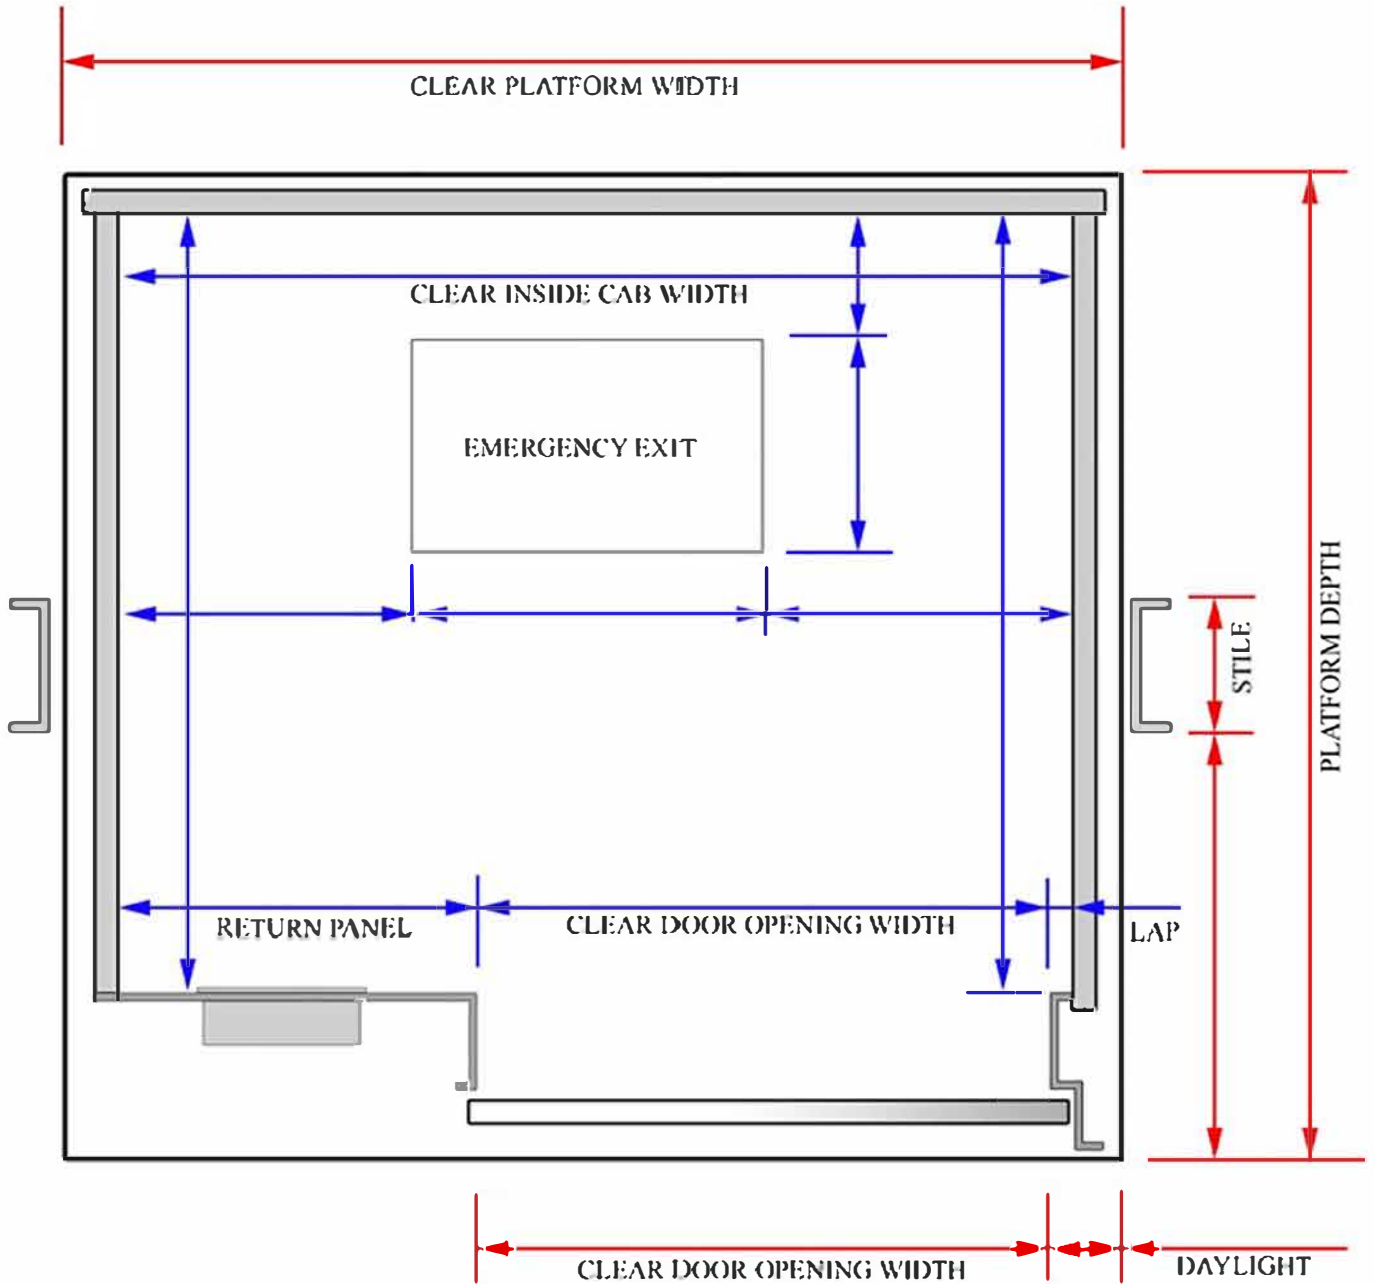 CLEAR PLATFORM WIDTH
CLEAR INSIDE CAB WIDTH
EMERGENCY EXIT
STILE
PLATFORM DEPTH
RETURN PANEL
CLEAR DOOR OPENING WIDTH
LAP
CLEAR DOOR OPENING WIDTH
DAYLIGHT